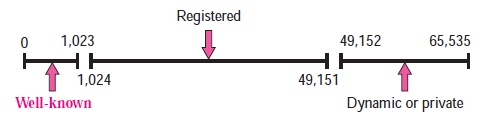 Registered
0 1,023 49,152 65,535
1,024 49,151
Well-known Dynamic or private